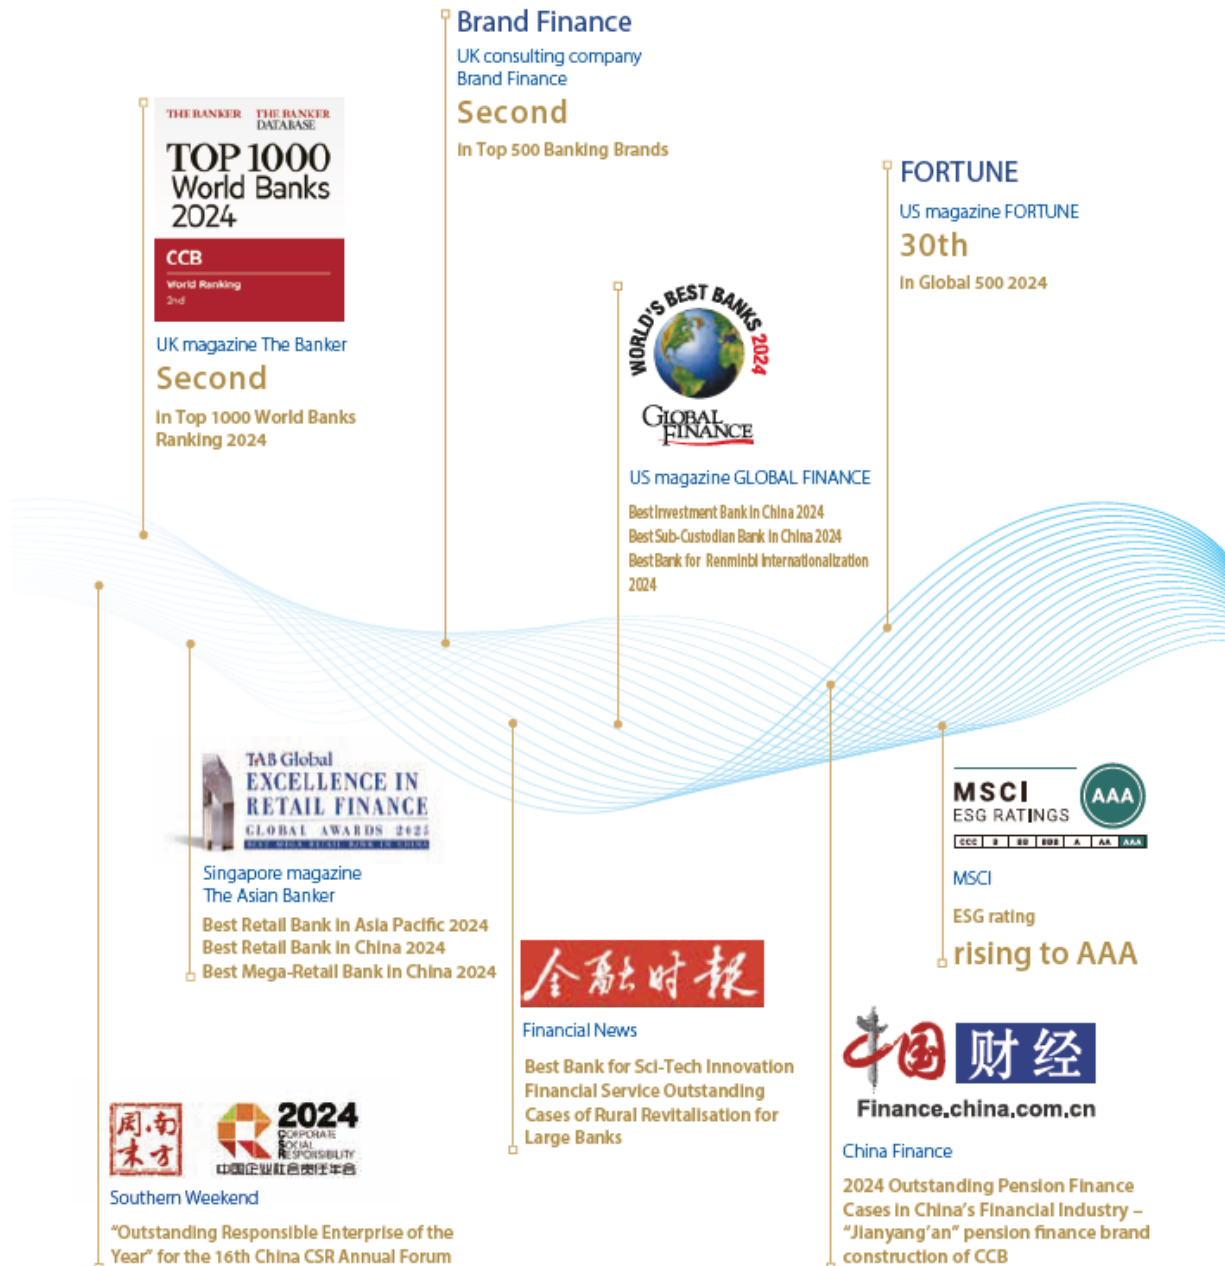 Brand Finance
UK consulting company
Brand Finance
Second
in Top 500 Banking Brands
THE BANKER
THE BANKER
DATABASE
TOP 1000
World Banks
2024
CCB
World Ranking
2nd
UK magazine The Banker
Second
in Top 1000 World Banks
Ranking 2024
FORTUNE
US magazine FORTUNE
30th
in Global 500 2024
WORLD'S BEST BANKS 2024
GLOBAL
FINANCE
US magazine GLOBAL FINANCE
Best Investment Bank in China 2024
Best Sub-Custodian Bank in China 2024
Best Bank for Renminbi Internationalization
2024
TAB Global
EXCELLENCE IN
RETAIL FINANCE
GLOBAL AWARDS 2025
BEST MEGA RETAIL BANK IN CHINA
Singapore magazine
The Asian Banker
Best Retail Bank in Asia Pacific 2024
Best Retail Bank in China 2024
Best Mega-Retail Bank in China 2024
MSCI
ESG RATINGS
AAA
CCC B BB BBB A AA AAA
MSCI
ESG rating
rising to AAA
金融时报
Financial News
Best Bank for Sci-Tech Innovation
Financial Service Outstanding
Cases of Rural Revitalisation for
Large Banks
中国财经
Finance.china.com.cn
China Finance
2024 Outstanding Pension Finance
Cases in China's Financial Industry –
“Jianyang'an” pension finance brand
construction of CCB
南方
周末
2024
CORPORATE
SOCIAL
RESPONSIBILITY
中国企业社会责任年会
Southern Weekend
“Outstanding Responsible Enterprise of the
Year” for the 16th China CSR Annual Forum